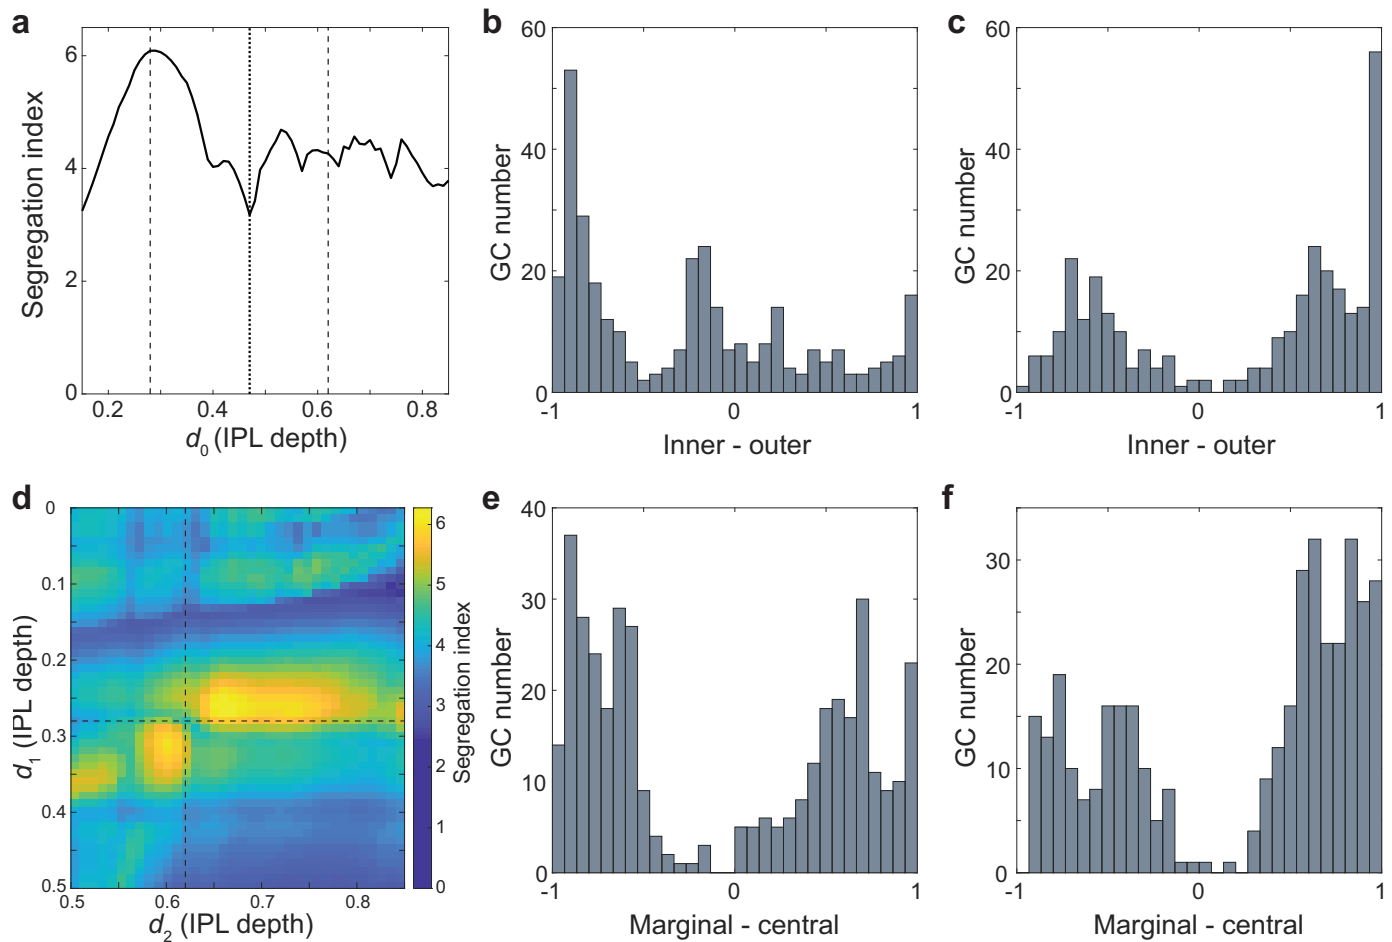 a
Segregation index
6
4
2
0
0.2
0.4
0.6
0.8
d0 (IPL depth)
b
GC number
60
40
20
0
-1
0
1
Inner - outer
c
GC number
60
40
20
0
-1
0
1
Inner - outer
d
d1 (IPL depth)
0
0.1
0.2
0.3
0.4
0.5
0.5
0.6
0.7
0.8
d2 (IPL depth)
6
5
4
3
2
1
0
Segregation index
e
GC number
40
30
20
10
0
-1
0
1
Marginal - central
f
GC number
30
20
10
0
-1
0
1
Marginal - central